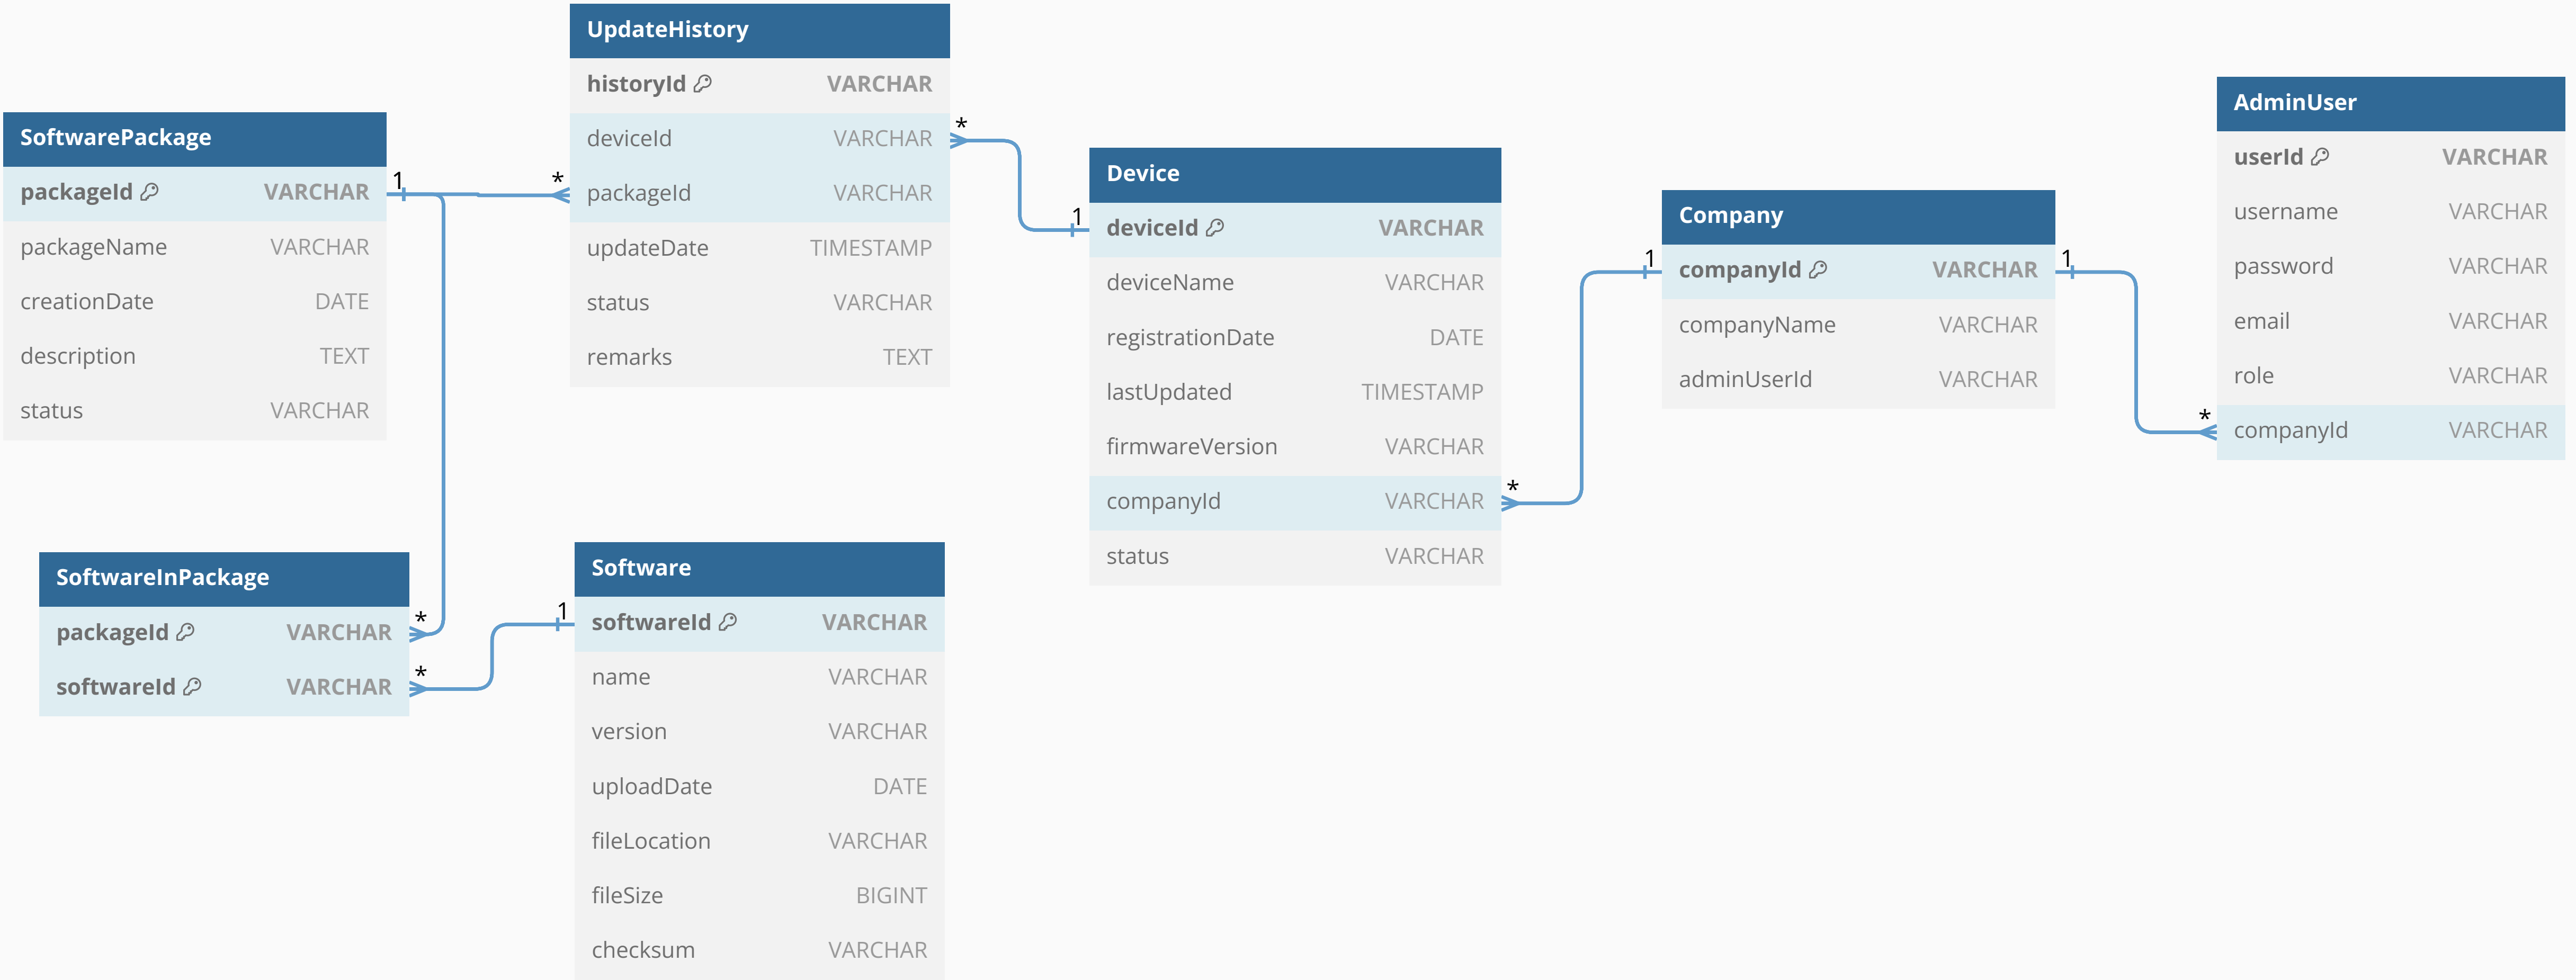 UpdateHistory
historyId VARCHAR
* deviceId VARCHAR *
packageId VARCHAR
updateDate TIMESTAMP
status VARCHAR
remarks TEXT
SoftwarePackage
packageId VARCHAR 1
packageName VARCHAR
creationDate DATE
description TEXT
status VARCHAR
Device
1 deviceId VARCHAR
deviceName VARCHAR
registrationDate DATE
lastUpdated TIMESTAMP
firmwareVersion VARCHAR
companyId VARCHAR *
status VARCHAR
Company
1 companyId VARCHAR 1
companyName VARCHAR
adminUserId VARCHAR
AdminUser
userId VARCHAR
username VARCHAR
password VARCHAR
email VARCHAR
role VARCHAR
* companyId VARCHAR
SoftwareInPackage
packageId VARCHAR *
softwareId VARCHAR *
Software
1 softwareId VARCHAR
name VARCHAR
version VARCHAR
uploadDate DATE
fileLocation VARCHAR
fileSize BIGINT
checksum VARCHAR